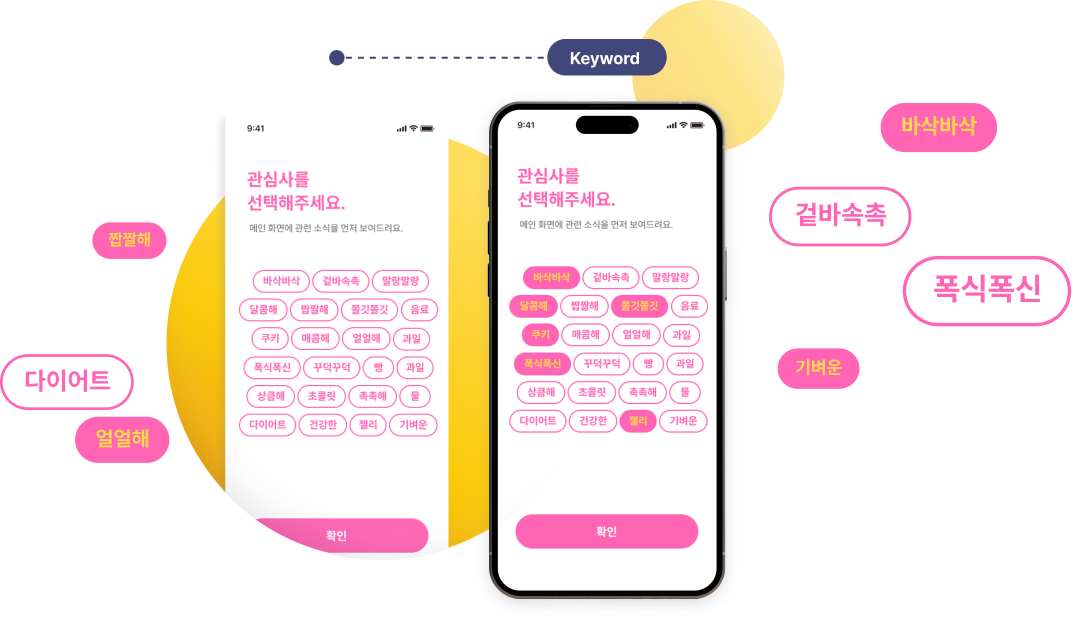 Keyword
9:41
관심사를
선택해주세요.
메인 화면에 관련 소식을 먼저 보여드려요.
바삭바삭 겉바속촉 말랑말랑
달콤해 짭짤해 쫄깃쫄깃 음료
쿠키 매콤해 얼얼해 과일
폭식폭신 꾸덕꾸덕 빵 과일
상큼해 초콜릿 촉촉해 물
다이어트 건강한 젤리 기벼운
확인
9:41
관심사를
선택해주세요.
메인 화면에 관련 소식을 먼저 보여드려요.
바삭바삭 겉바속촉 말랑말랑
달콤해 짭짤해 쫄깃쫄깃 음료
쿠키 매콤해 얼얼해 과일
폭식폭신 꾸덕꾸덕 빵 과일
상큼해 초콜릿 촉촉해 물
다이어트 건강한 젤리 기벼운
확인
짭짤해
다이어트
얼얼해
바삭바삭
겉바속촉
폭식폭신
기벼운